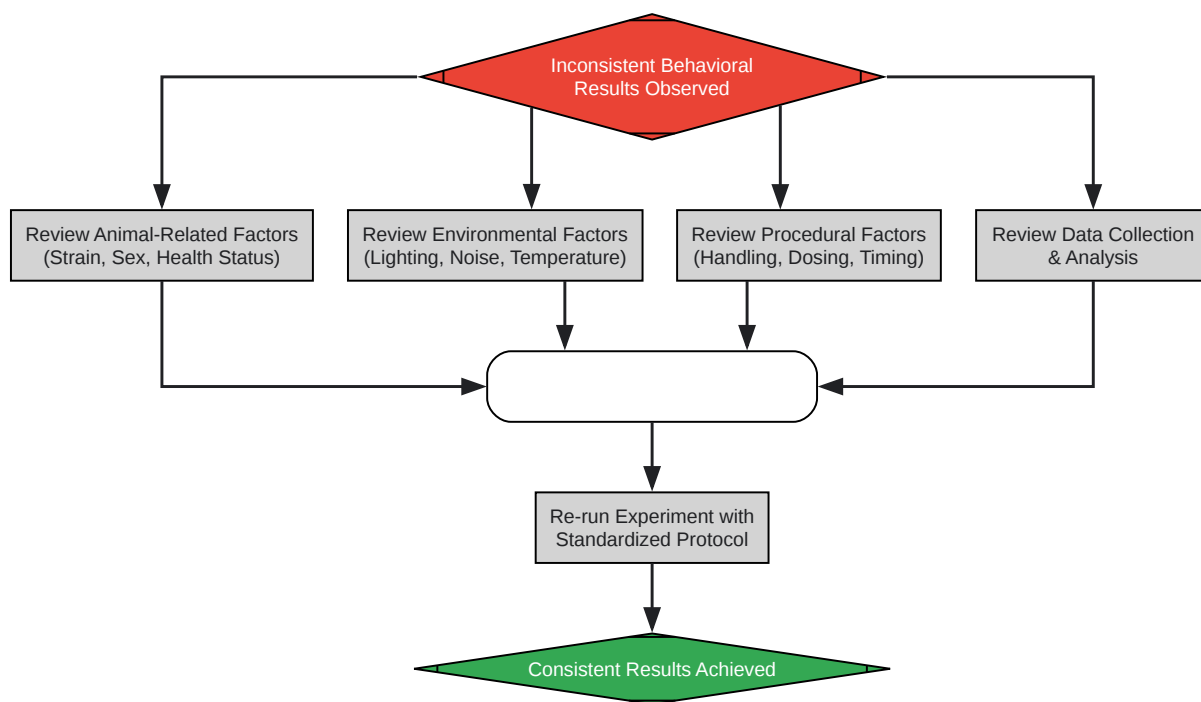 Inconsistent Behavioral
Results Observed
Review Animal-Related Factors
(Strain, Sex, Health Status)
Review Environmental Factors
(Lighting, Noise, Temperature)
Review Procedural Factors
(Handling, Dosing, Timing)
Review Data Collection
& Analysis
Re-run Experiment with
Standardized Protocol
Consistent Results Achieved